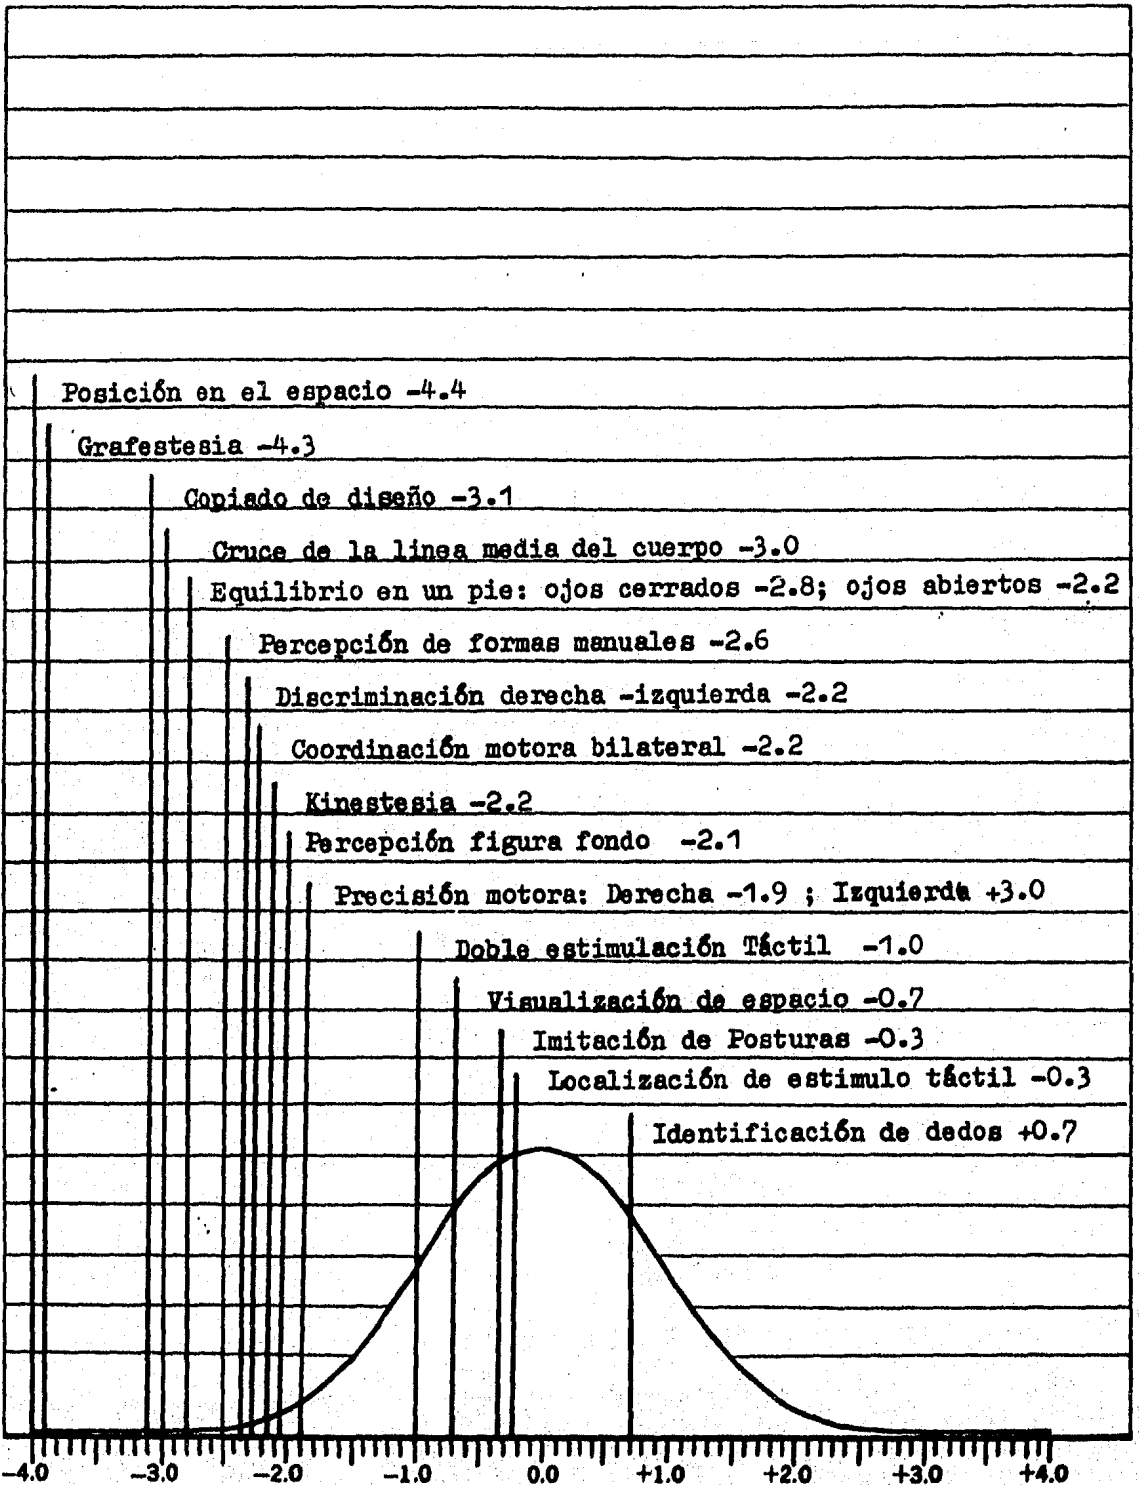 Posición en el espacio -4.4
Grafestesia -4.3
Copiado de diseño -3.1
Cruce de la linea media del cuerpo -3.0
Equilibrio en un pie: ojos cerrados -2.8; ojos abiertos -2.2
Percepción de formas manuales -2.6
Discriminación derecha -izquierda -2.2
Coordinación motora bilateral -2.2
Kinestesia -2.2
Percepción figura fondo -2.1
Precisión motora: Derecha -1.9 ; Izquierda +3.0
Doble estimulación Táctil -1.0
Visualización de espacio -0.7
Imitación de Posturas -0.3
Localización de estimulo táctil -0.3
Identificación de dedos +0.7
-4.0 -3.0 -2.0 -1.0 0.0 +1.0 +2.0 +3.0 +4.0